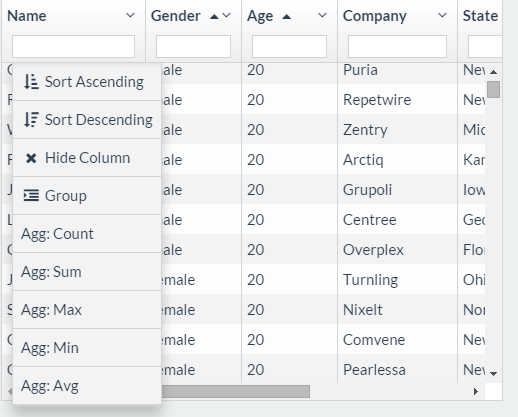 Name Gender Age Company State
ale 20 Puria Nev
Sort Ascending ale 20 Repetwire Nev
Sort Descending ale 20 Zentry Mic
Hide Column ale 20 Arctiq Kar
Group ale 20 Grupoli Iow
Agg: Count ale 20 Centree Geo
Agg: Sum ale 20 Overplex Flor
Agg: Max emale 20 Turnling Ohi
emale 20 Nixelt Nor
Agg: Min emale 20 Comvene Nev
Agg: Avg emale 20 Pearlessa Nev